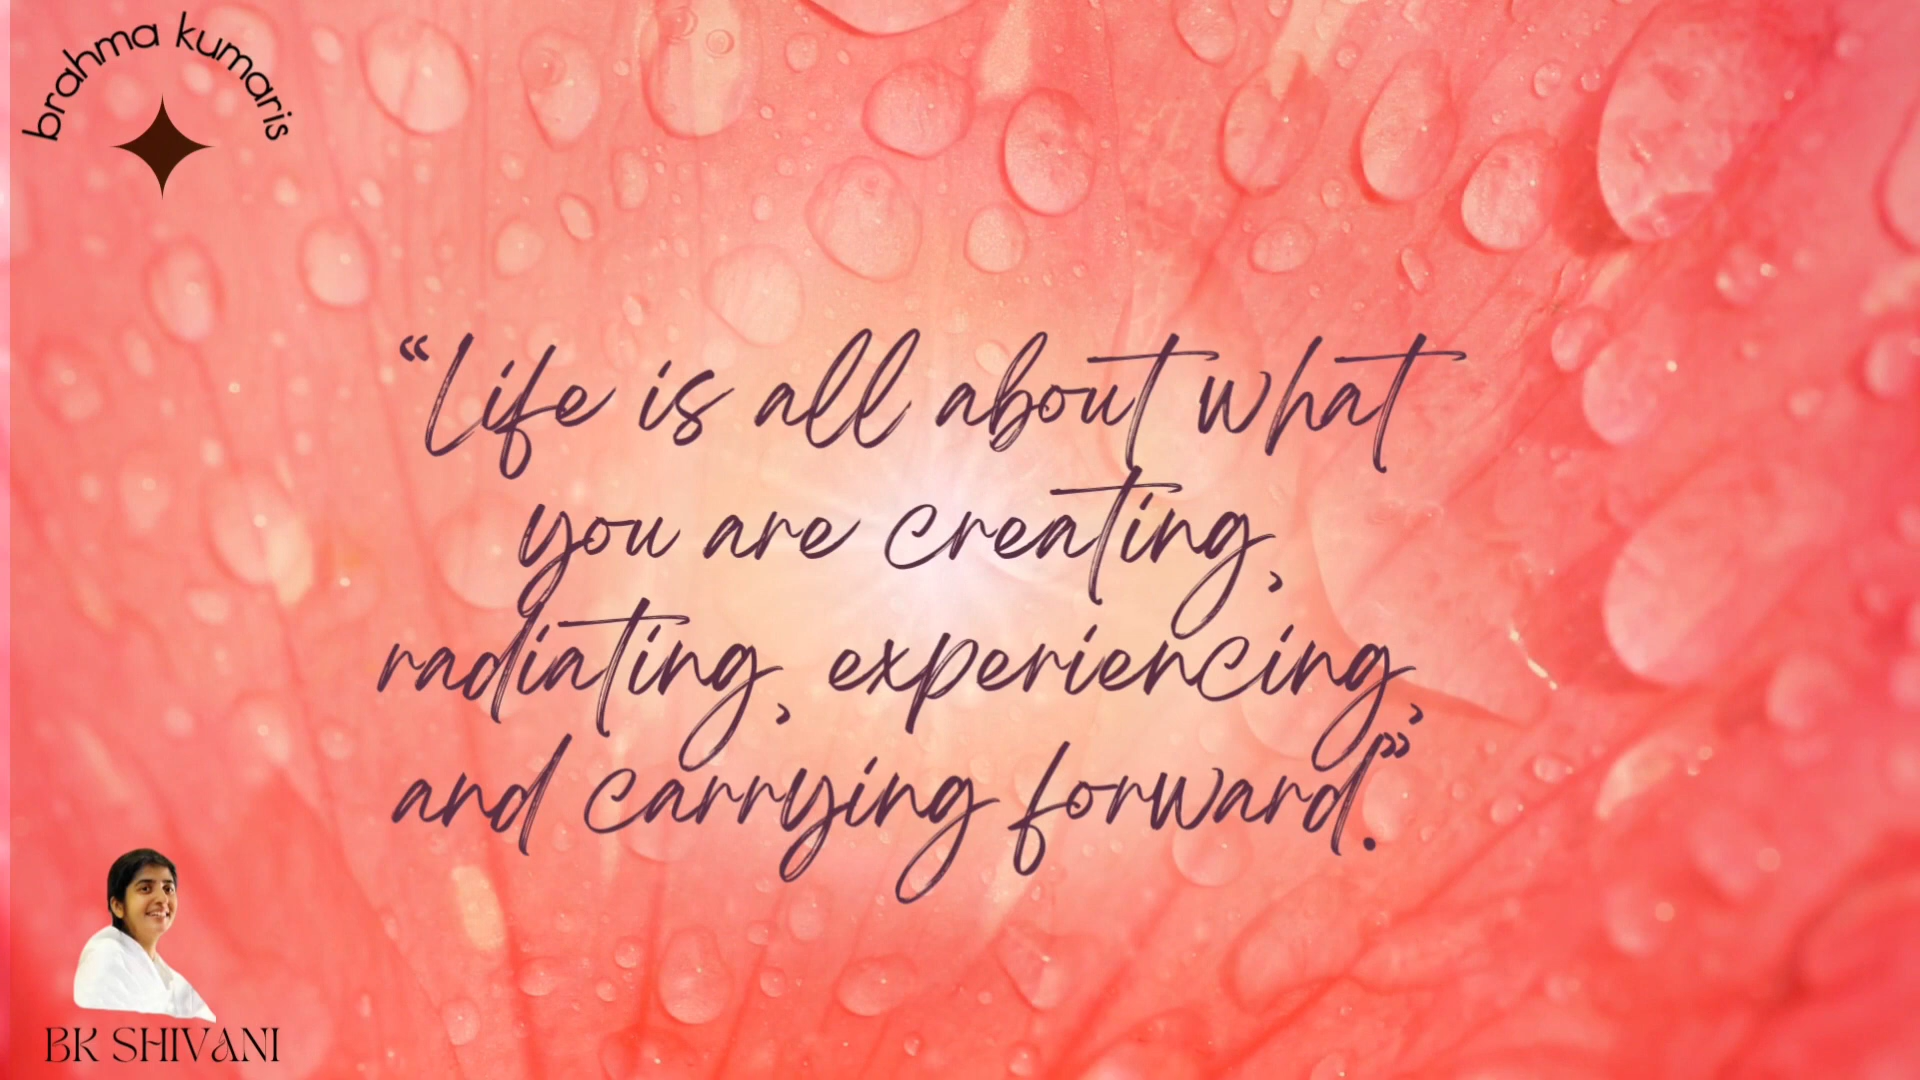 brahma kumaris
“Life is all about what
you are creating,
radiating, experiencing,
and carrying forward.”
BK SHIVANI